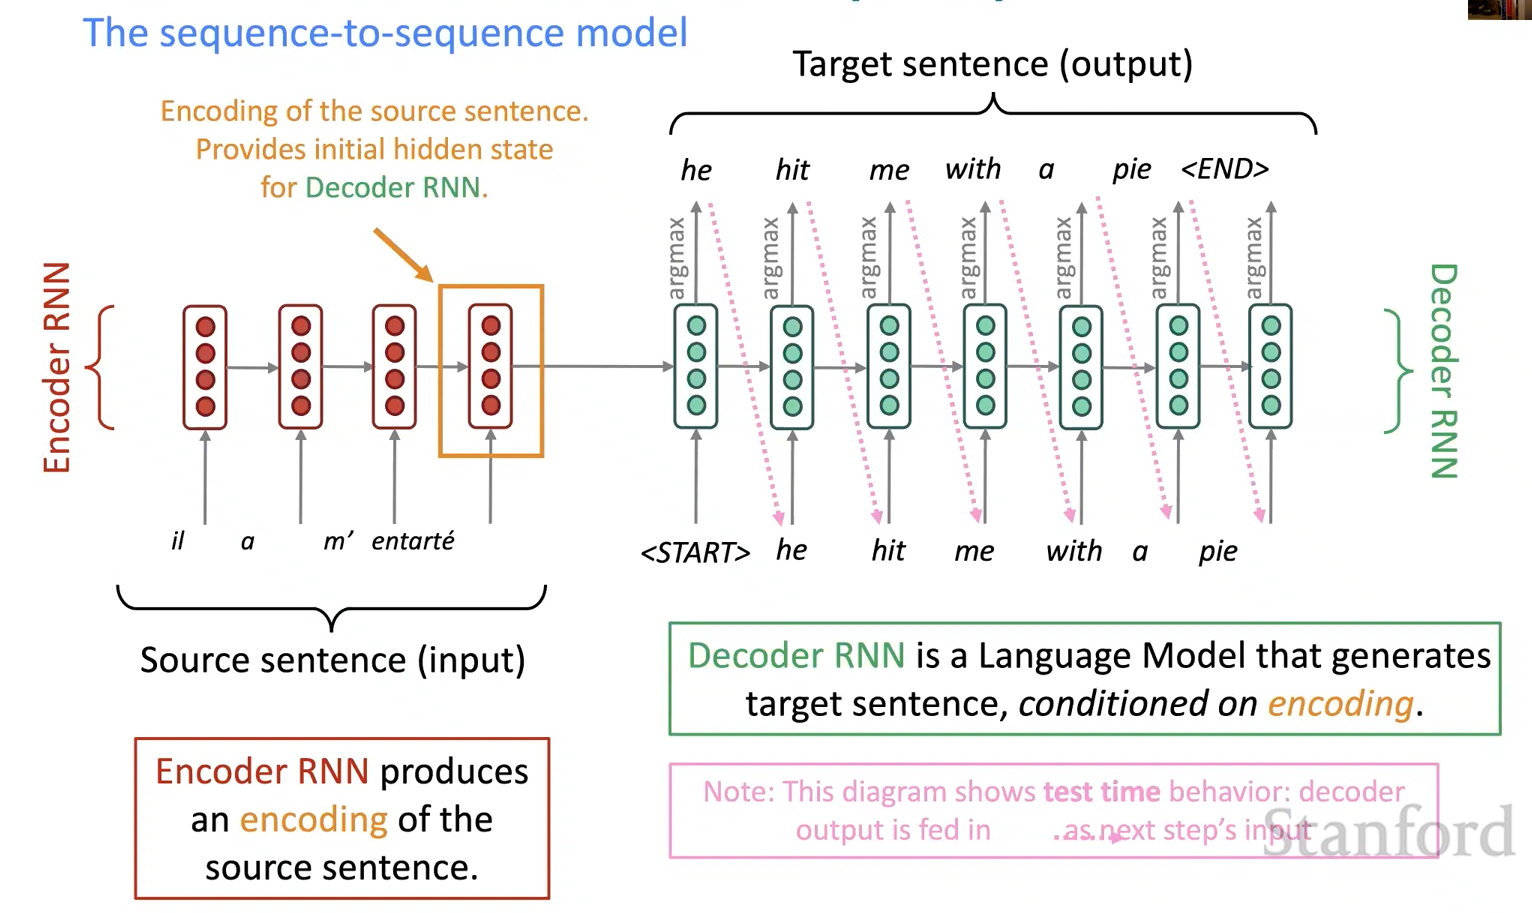 The sequence-to-sequence model
Target sentence (output)
Encoding of the source sentence.
Provides initial hidden state
for Decoder RNN.
he hit me with a pie <END>
argmax argmax argmax argmax argmax argmax argmax
Encoder RNN
Decoder RNN
il a m’ entarté
<START> he hit me with a pie
Source sentence (input)
Decoder RNN is a Language Model that generates
target sentence, conditioned on encoding.
Encoder RNN produces
an encoding of the
source sentence.
Note: This diagram shows test time behavior: decoder
output is fed in as next step’s input
Stanford